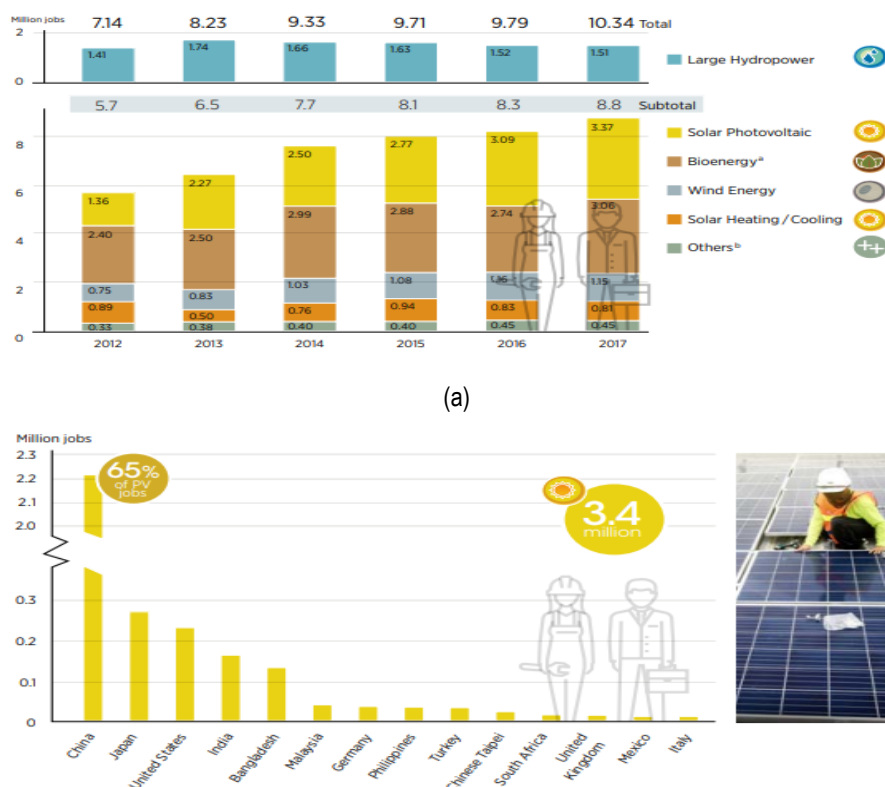 Million jobs 7.14 8.23 9.33 9.71 9.79 10.34 Total
2
1.41 1.74 1.66 1.63 1.52 1.51
Large Hydropower
0
5.7 6.5 7.7 8.1 8.3 8.8 Subtotal
8
6
4
2
0
1.36 2.27 2.50 2.77 3.09 3.37
Solar Photovoltaic
2.40 2.50 2.99 2.88 2.74 3.06
Bioenergyᵃ
0.75 0.83 1.03 1.08 1.16 1.15
Wind Energy
0.89 0.50 0.76 0.94 0.83 0.81
Solar Heating / Cooling
0.33 0.38 0.40 0.40 0.45 0.45
Othersᵇ
2012 2013 2014 2015 2016 2017
(a)
Million jobs
2.3
2.2
2.1
2.0
0.3
0.2
0.1
0
65%
of PV
jobs
3.4
million
China
Japan
United States
India
Bangladesh
Malaysia
Germany
Philippines
Turkey
Chinese Taipei
South Africa
United
Kingdom
Mexico
Italy